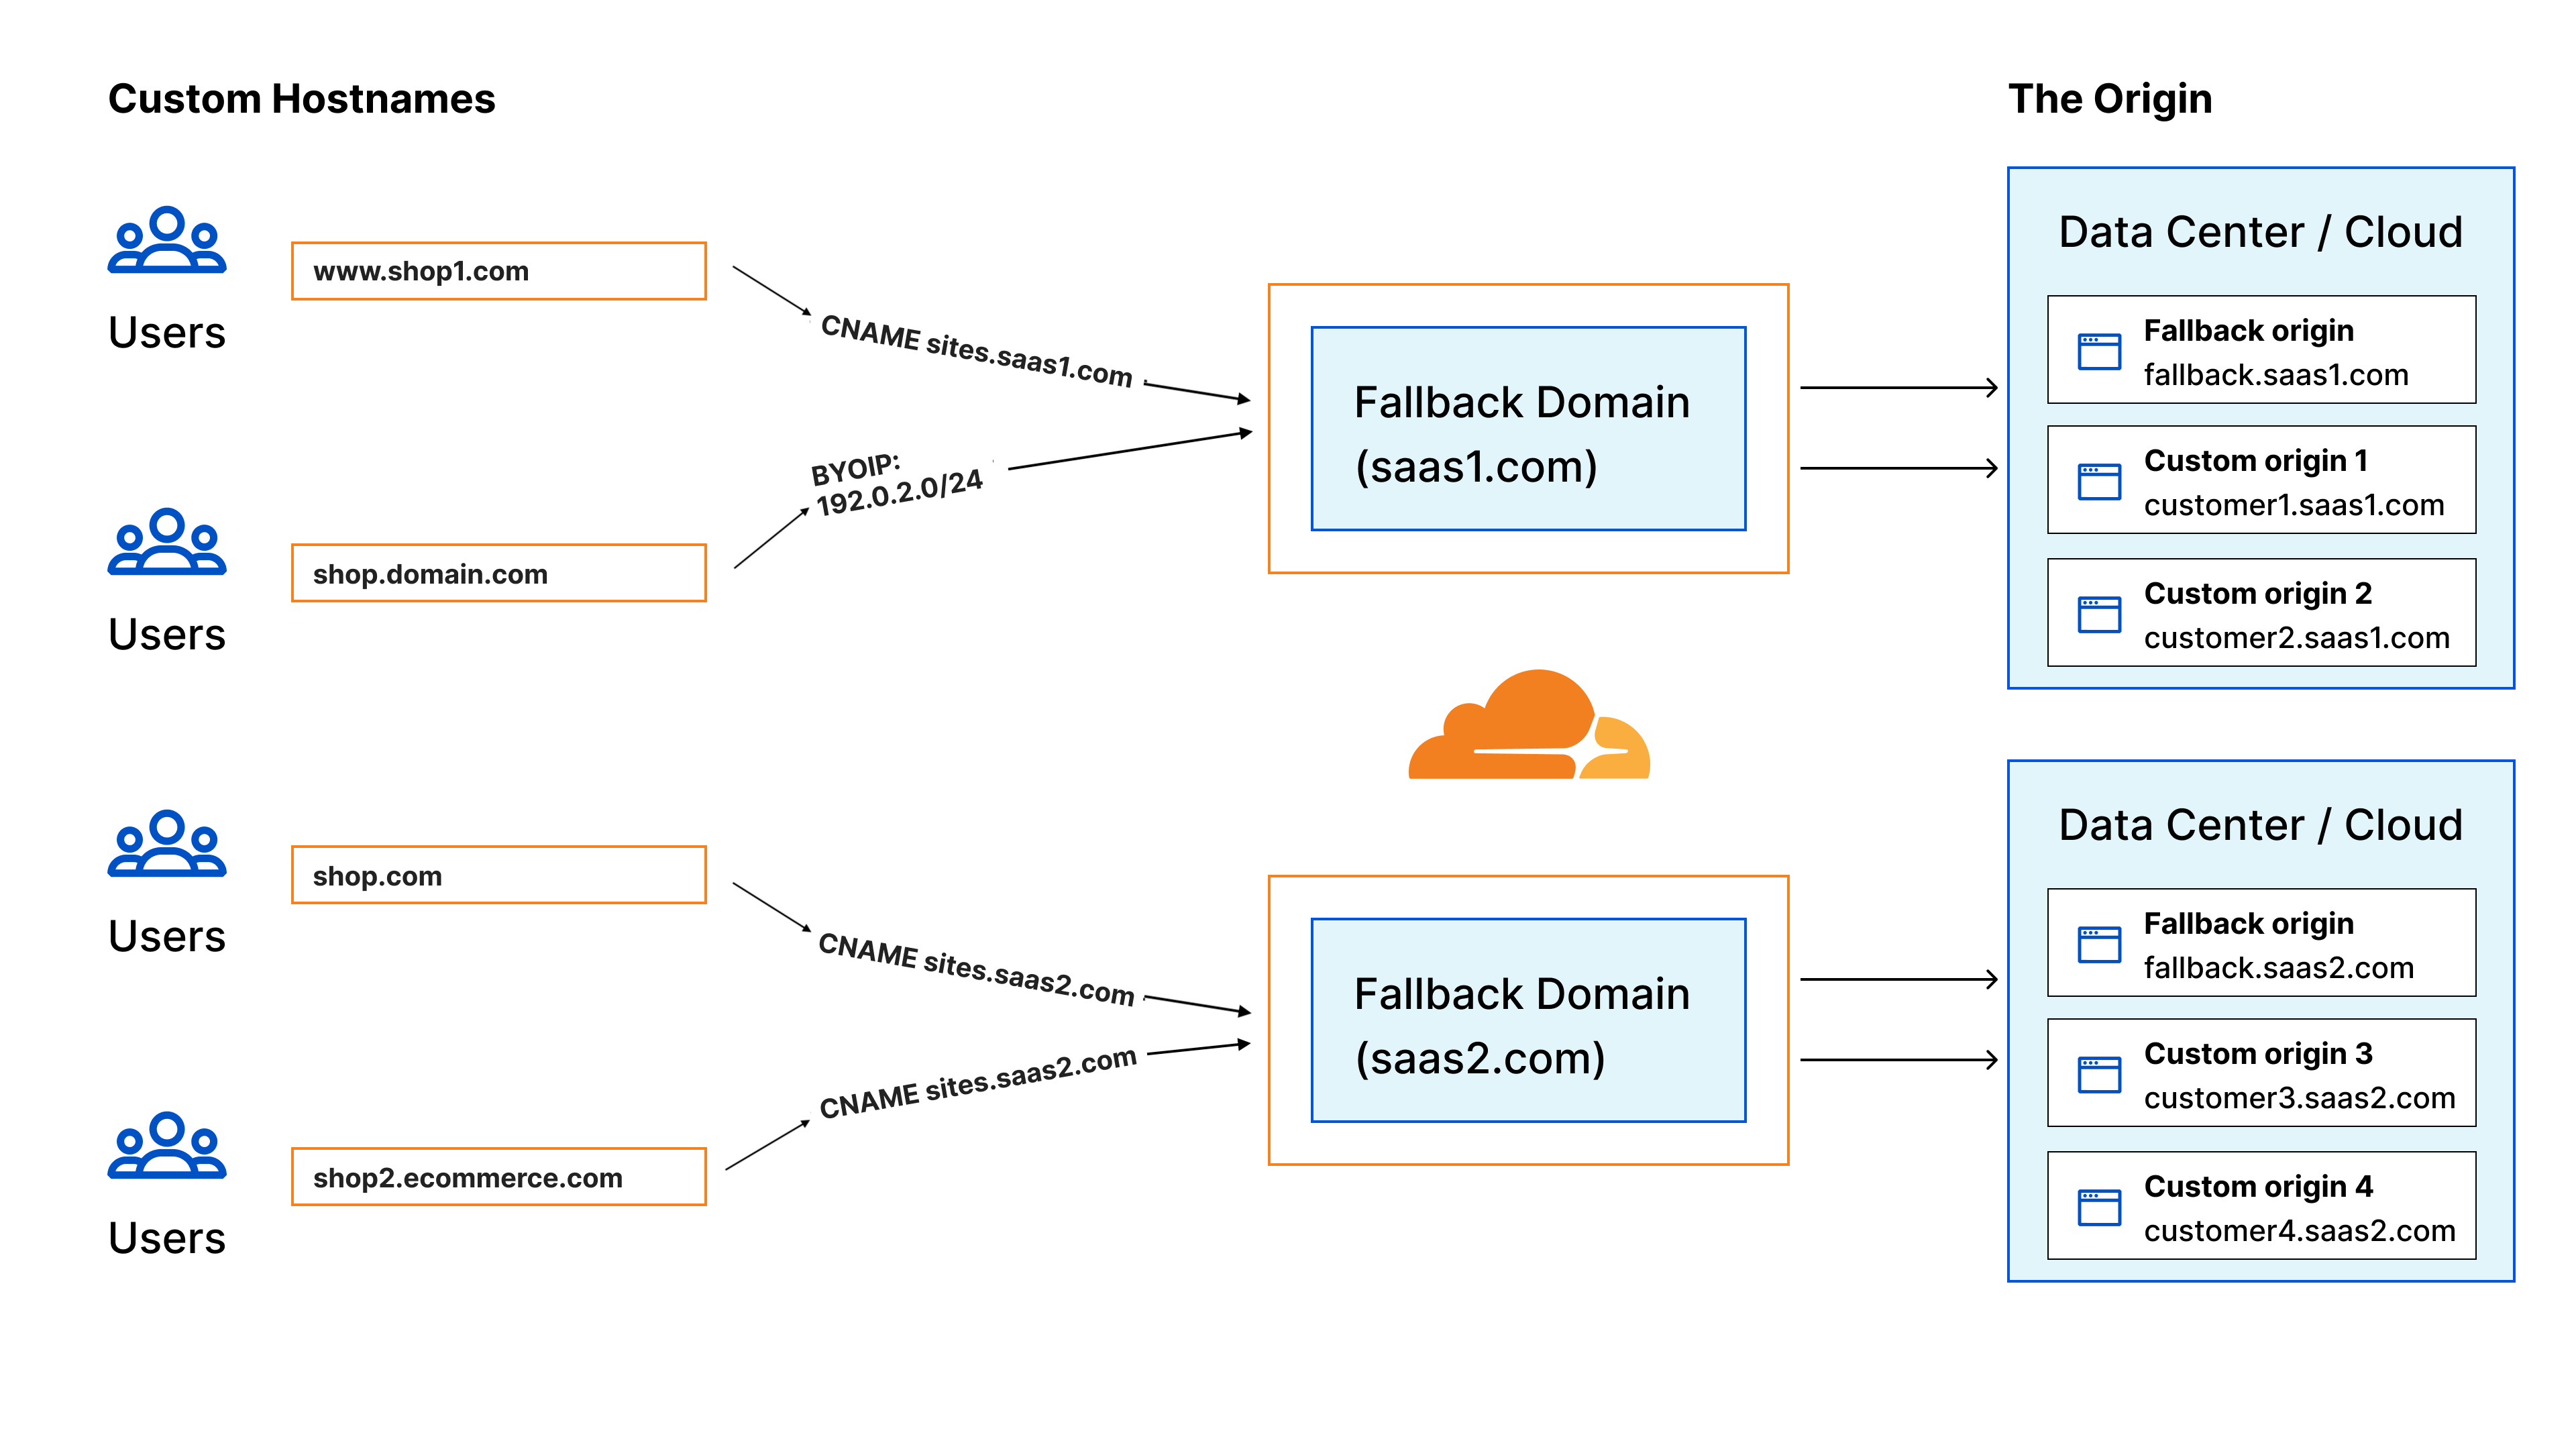 Custom Hostnames
The Origin
Users
www.shop1.com
CNAME sites.saas1.com
Users
shop.domain.com
BYOIP:
192.0.2.0/24
Fallback Domain
(saas1.com)
Data Center / Cloud
Fallback origin
fallback.saas1.com
Custom origin 1
customer1.saas1.com
Custom origin 2
customer2.saas1.com
Users
shop.com
CNAME sites.saas2.com
Users
shop2.ecommerce.com
CNAME sites.saas2.com
Fallback Domain
(saas2.com)
Data Center / Cloud
Fallback origin
fallback.saas2.com
Custom origin 3
customer3.saas2.com
Custom origin 4
customer4.saas2.com